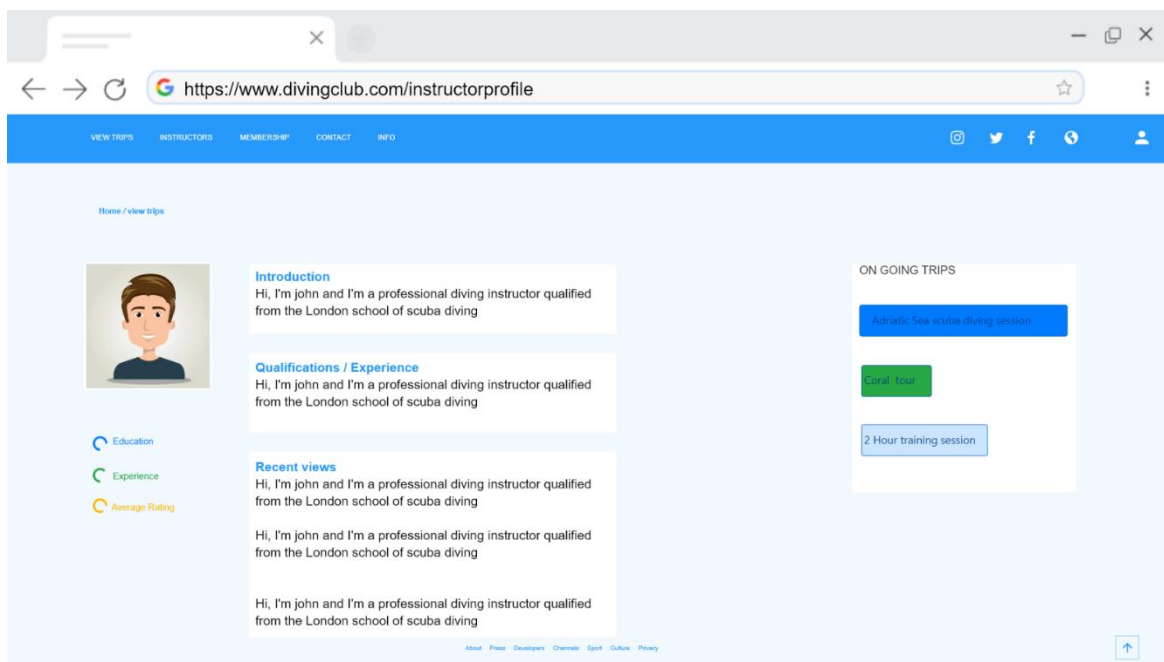 https://www.divingclub.com/instructorprofile
VIEW TRIPS INSTRUCTORS MEMBERSHIP CONTACT INFO
Home / view trips
Introduction
Hi, I'm john and I'm a professional diving instructor qualified
from the London school of scuba diving
Qualifications / Experience
Hi, I'm john and I'm a professional diving instructor qualified
from the London school of scuba diving
Education
Experience
Average Rating
Recent views
Hi, I'm john and I'm a professional diving instructor qualified
from the London school of scuba diving
Hi, I'm john and I'm a professional diving instructor qualified
from the London school of scuba diving
Hi, I'm john and I'm a professional diving instructor qualified
from the London school of scuba diving
ON GOING TRIPS
Adriatic Sea scuba diving session
Coral tour
2 Hour training session
About Press Developers Channels Sport Culture Privacy